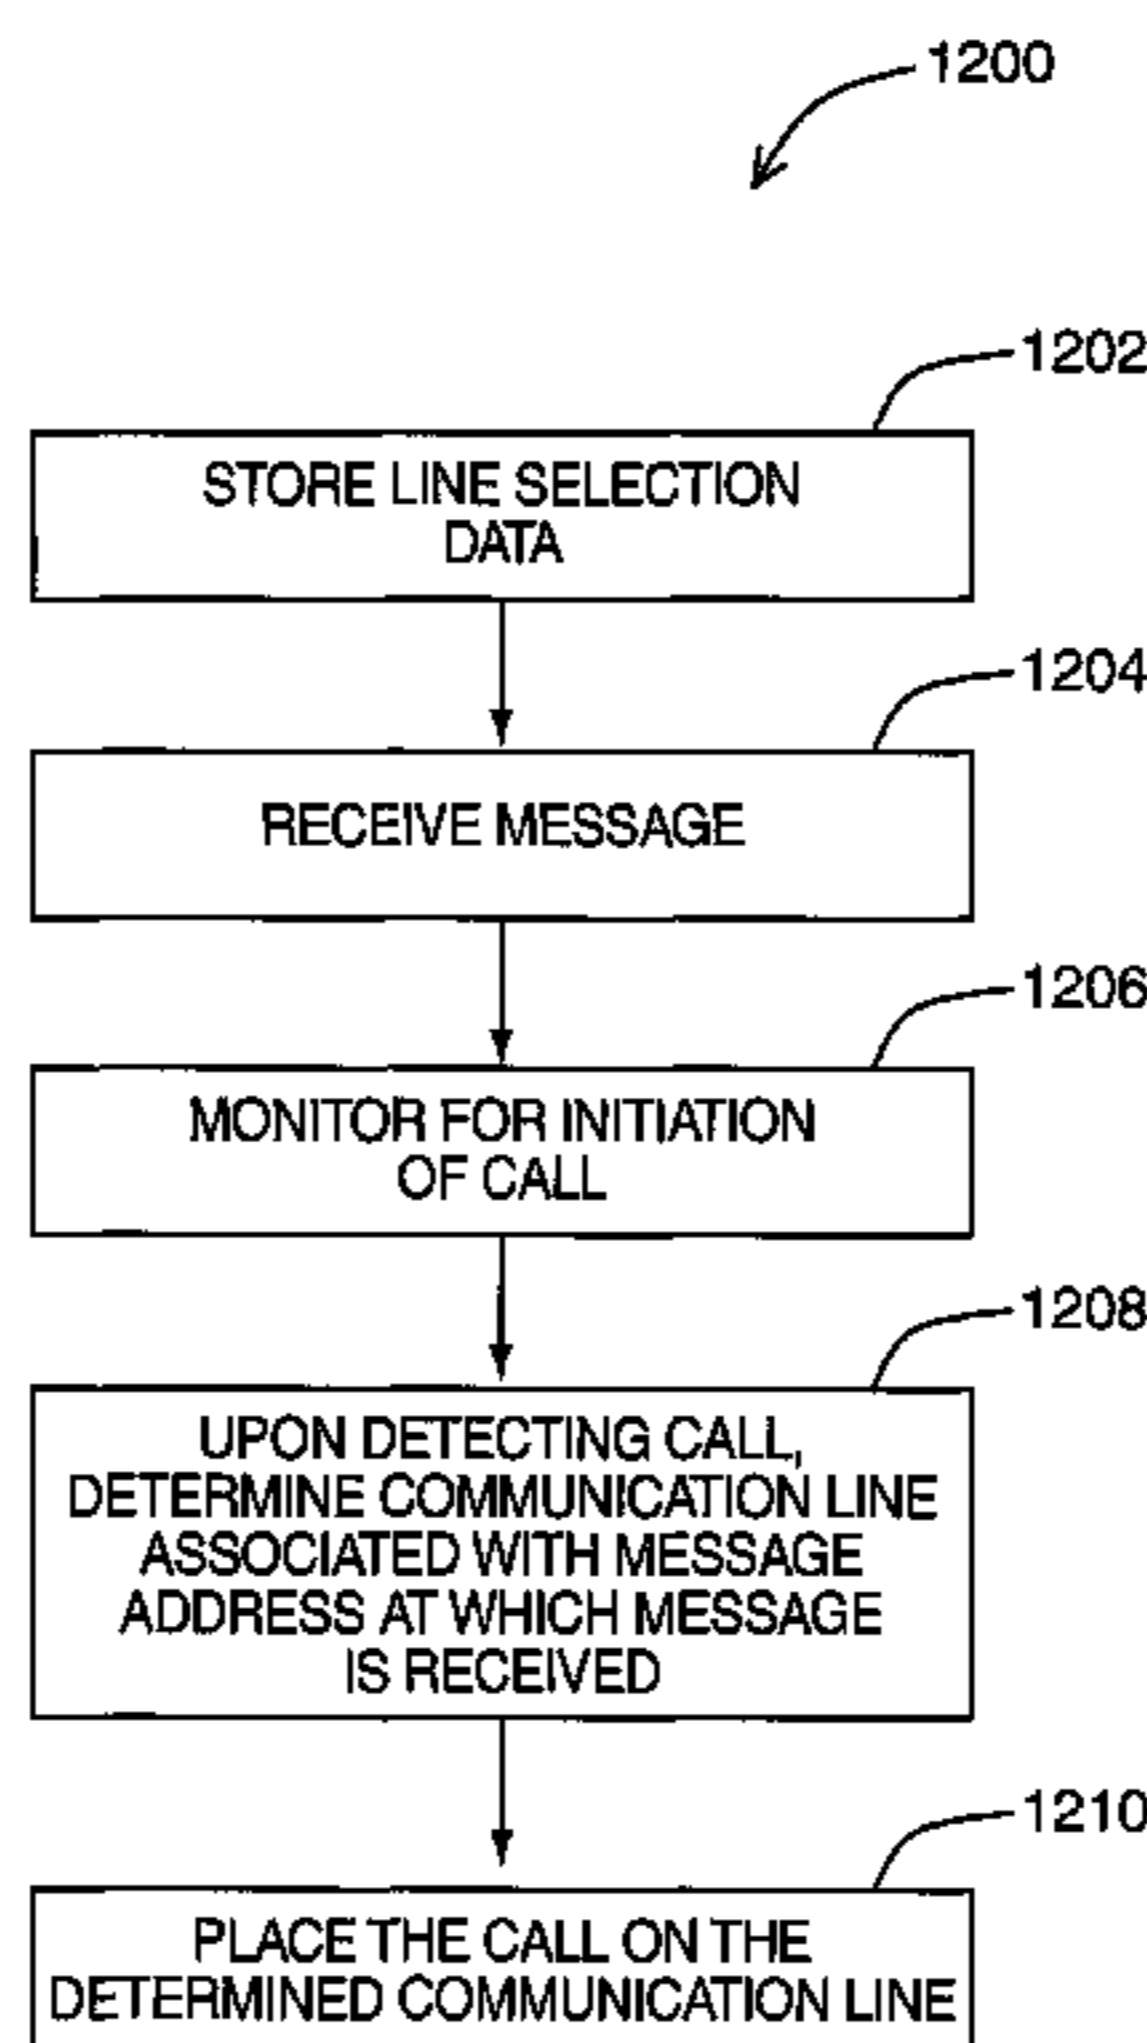 1200
1202
STORE LINE SELECTION
DATA
1204
RECEIVE MESSAGE
1206
MONITOR FOR INITIATION
OF CALL
1208
UPON DETECTING CALL,
DETERMINE COMMUNICATION LINE
ASSOCIATED WITH MESSAGE
ADDRESS AT WHICH MESSAGE
IS RECEIVED
1210
PLACE THE CALL ON THE
DETERMINED COMMUNICATION LINE